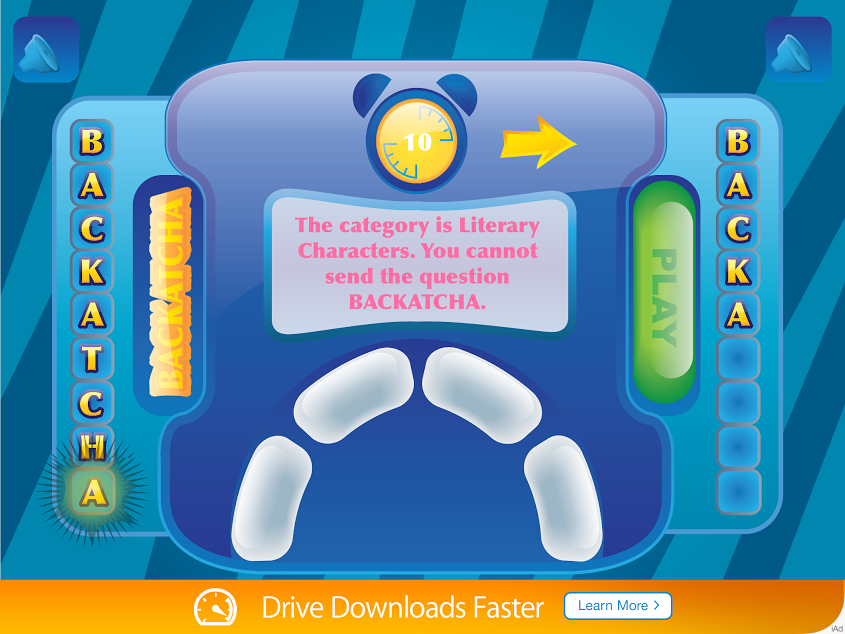 10
The category is Literary
Characters. You cannot
send the question
BACKATCHA.
B
A
C
K
A
T
C
H
A
BACKATCHA
PLAY
B
A
C
K
A
Drive Downloads Faster
Learn More >
iAd